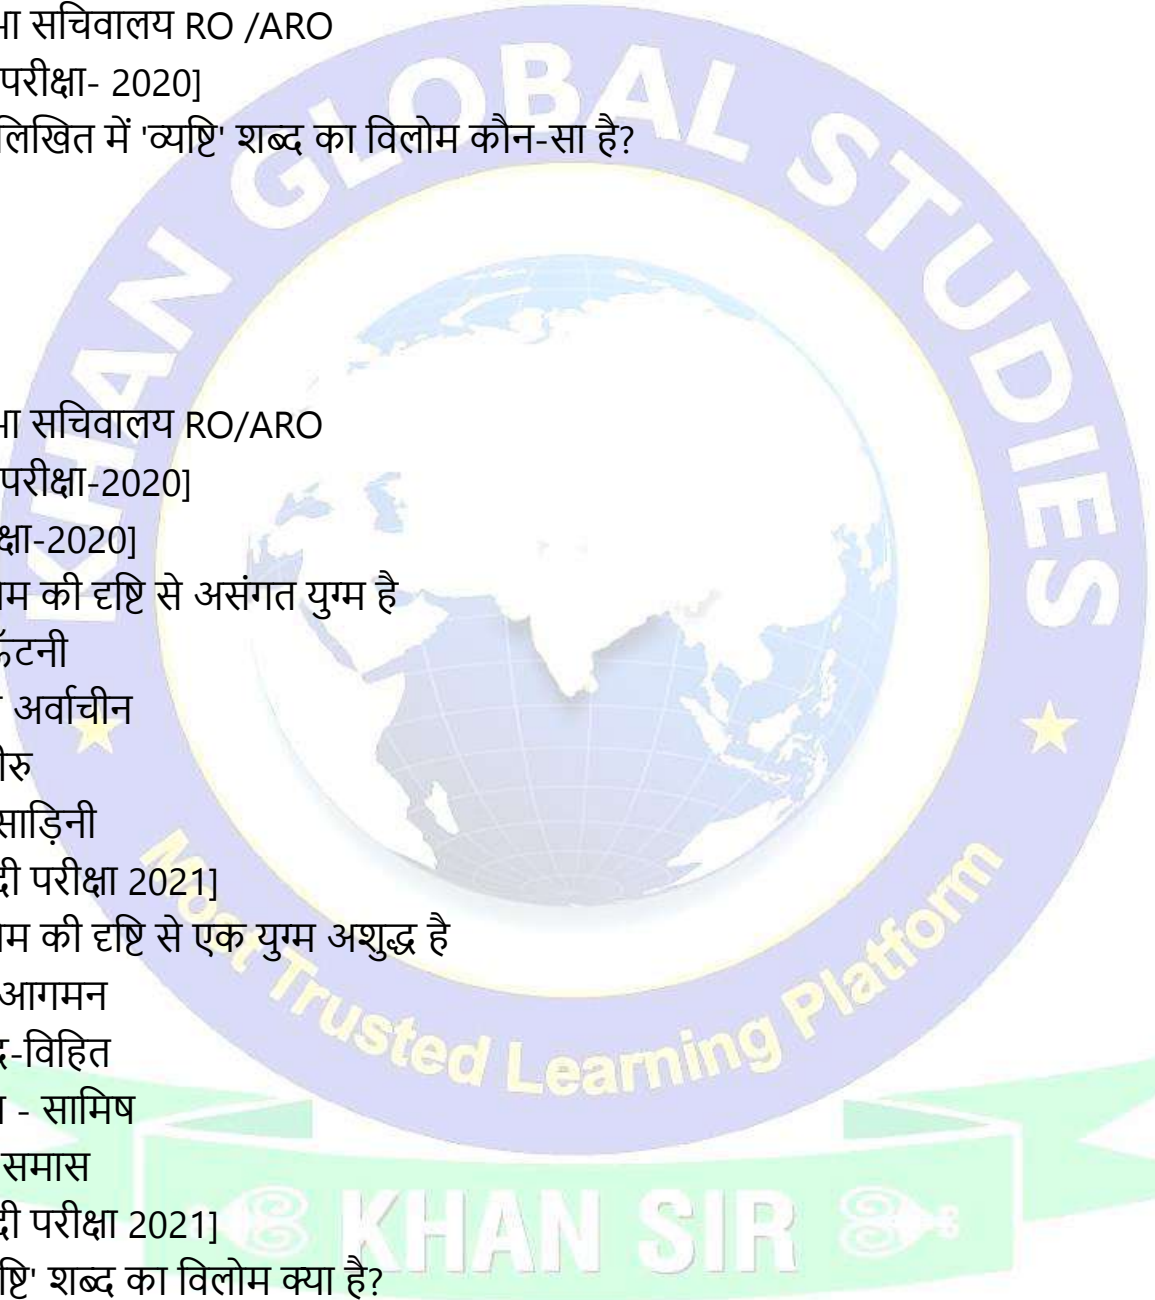 भा सचिवालय RO /ARO
परीक्षा- 2020]
लिखित में 'व्यष्टि' शब्द का विलोम कौन-सा है?
भा सचिवालय RO/ARO
परीक्षा-2020]
क्षा-2020]
म की दृष्टि से असंगत युग्म है
ऊँटनी
अर्वाचीन
रु
साड़िनी
दी परीक्षा 2021]
म की दृष्टि से एक युग्म अशुद्ध है
आगमन
-विहित
- सामिष
समास
दी परीक्षा 2021]
ष्टि' शब्द का विलोम क्या है?
KHAN GLOBAL STUDIES
Most Trusted Learning Platform
KHAN SIR